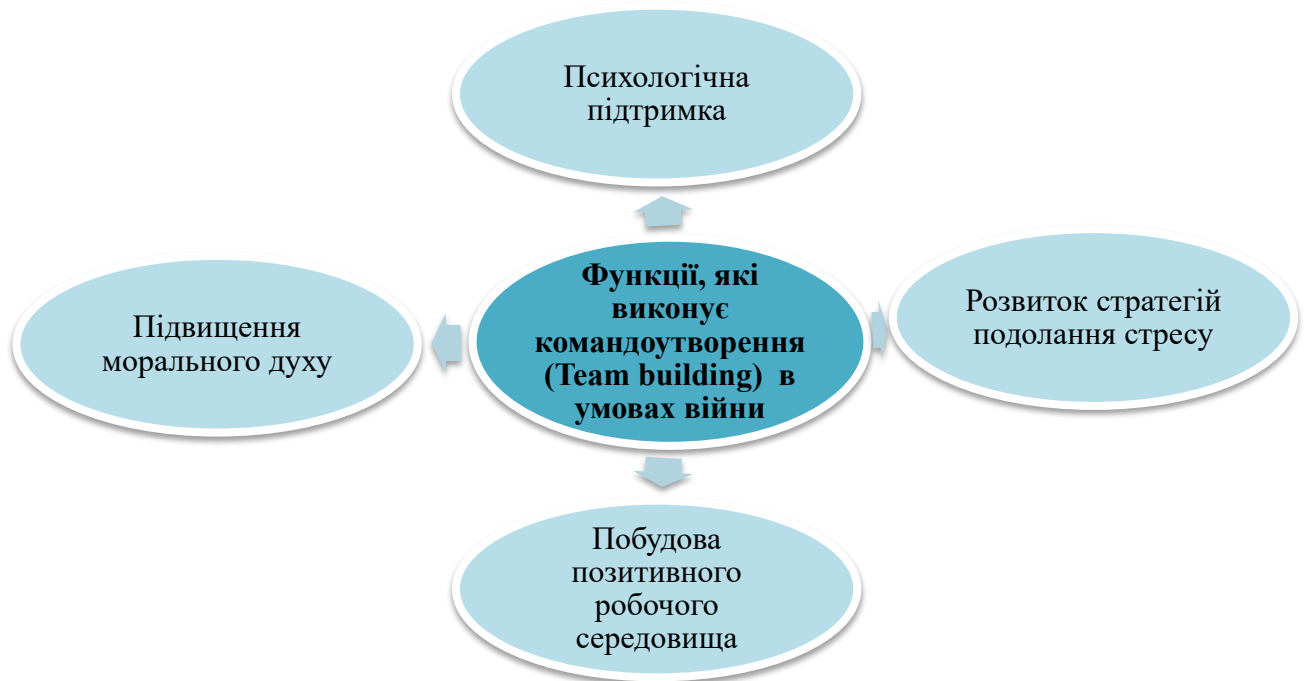 Психологічна
підтримка
Функції, які
виконує
командоутворення
(Team building) в
умовах війни
Розвиток стратегій
подолання стресу
Підвищення
морального духу
Побудова
позитивного
робочого
середовища